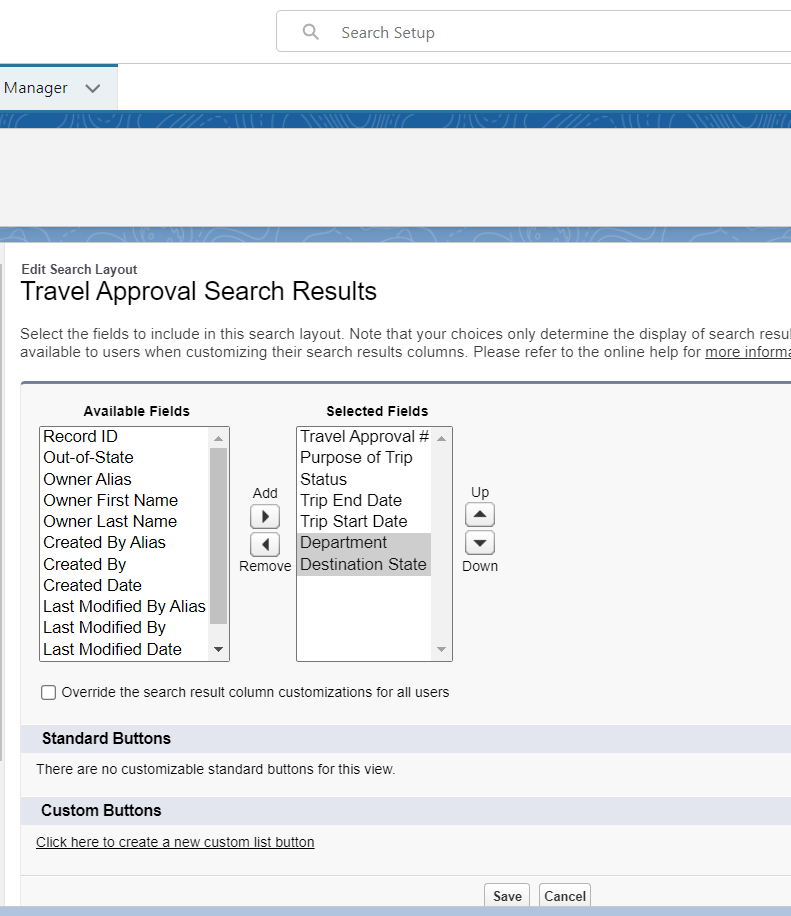 Search Setup
Manager
Edit Search Layout
Travel Approval Search Results
Select the fields to include in this search layout. Note that your choices only determine the display of search
available to users when customizing their search results columns. Please refer to the online help for more
Available Fields
Record ID
Out-of-State
Owner Alias
Owner First Name
Owner Last Name
Created By Alias
Created By
Created Date
Last Modified By Alias
Last Modified By
Last Modified Date
Add
Remove
Selected Fields
Travel Approval #
Purpose of Trip
Status
Trip End Date
Trip Start Date
Department
Destination State
Up
Down
Override the search result column customizations for all users
Standard Buttons
There are no customizable standard buttons for this view.
Custom Buttons
Click here to create a new custom list button
Save
Cancel